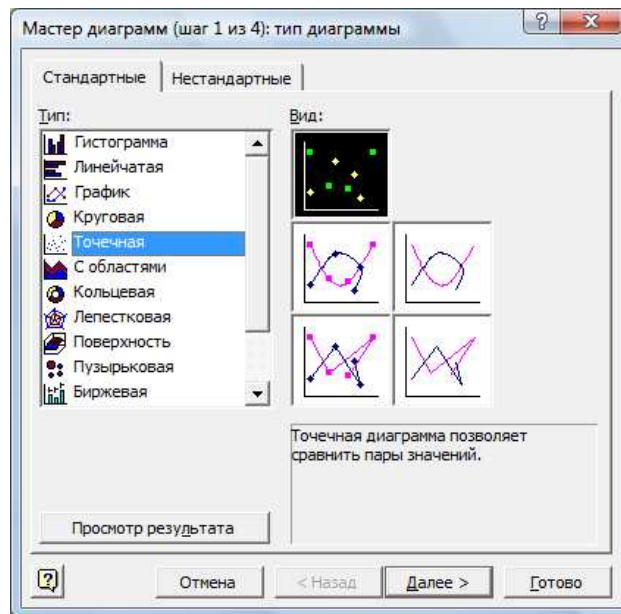 Мастер диаграмм (шаг 1 из 4): тип диаграммы
Стандартные
Нестандартные
Тип:
Гистограмма
Линейчатая
График
Круговая
Точечная
С областями
Кольцевая
Лепестковая
Поверхность
Пузырьковая
Биржевая
Вид:
Точечная диаграмма позволяет
сравнить пары значений.
Просмотр результата
Отмена
< Назад
Далее >
Готово